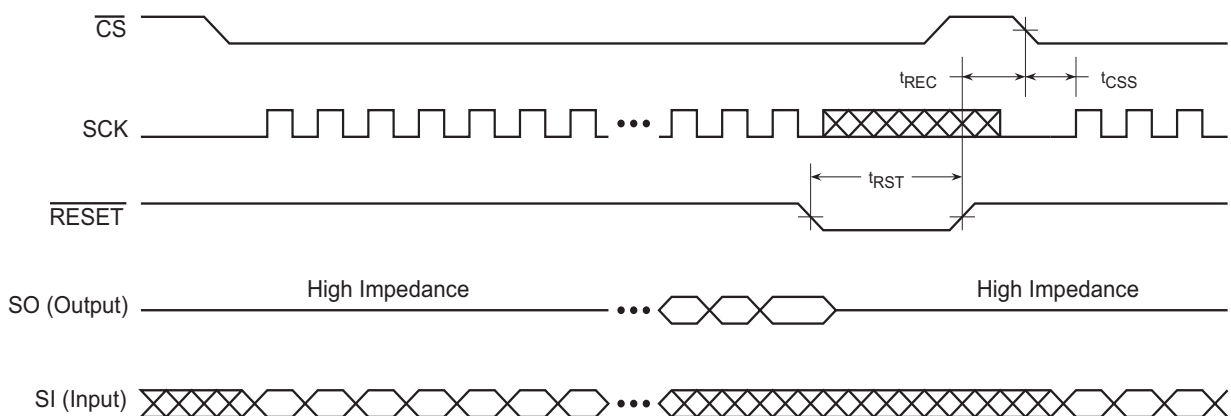 CS
tREC
tCSS
SCK
•••
tRST
RESET
High Impedance
High Impedance
SO (Output)
•••
SI (Input)
•••